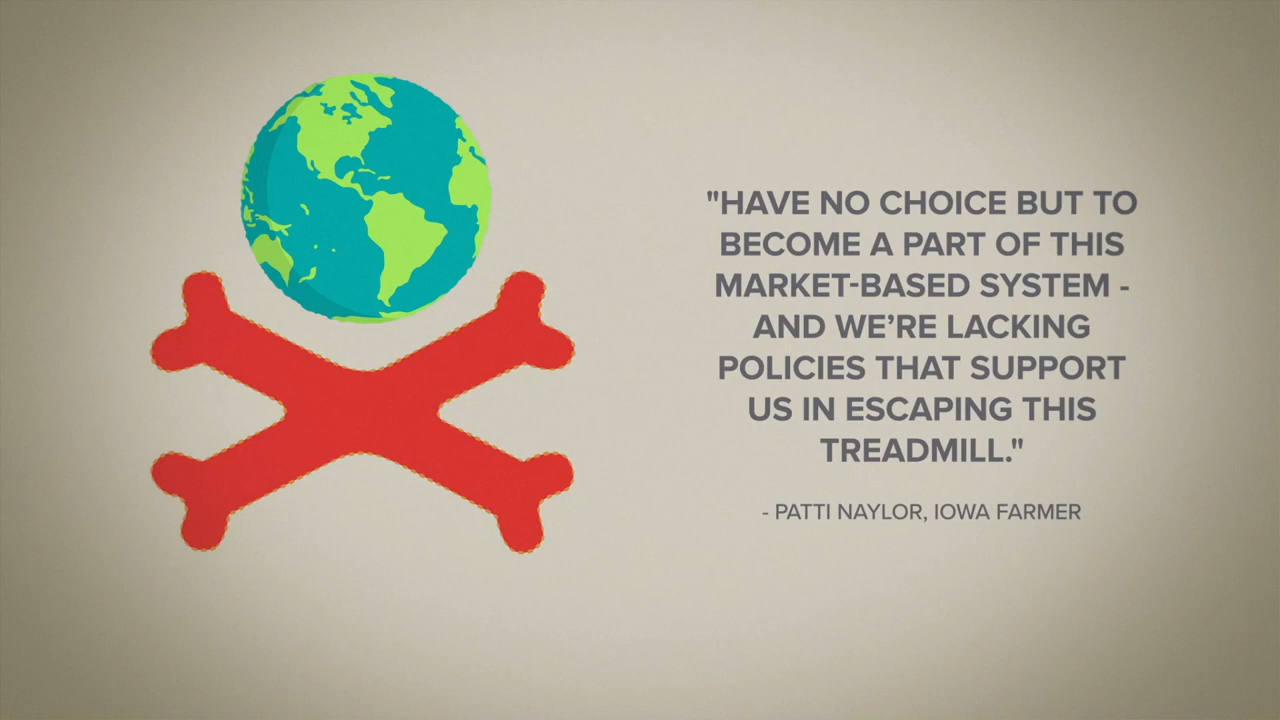 "HAVE NO CHOICE BUT TO
BECOME A PART OF THIS
MARKET-BASED SYSTEM -
AND WE’RE LACKING
POLICIES THAT SUPPORT
US IN ESCAPING THIS
TREADMILL."
- PATTI NAYLOR, IOWA FARMER